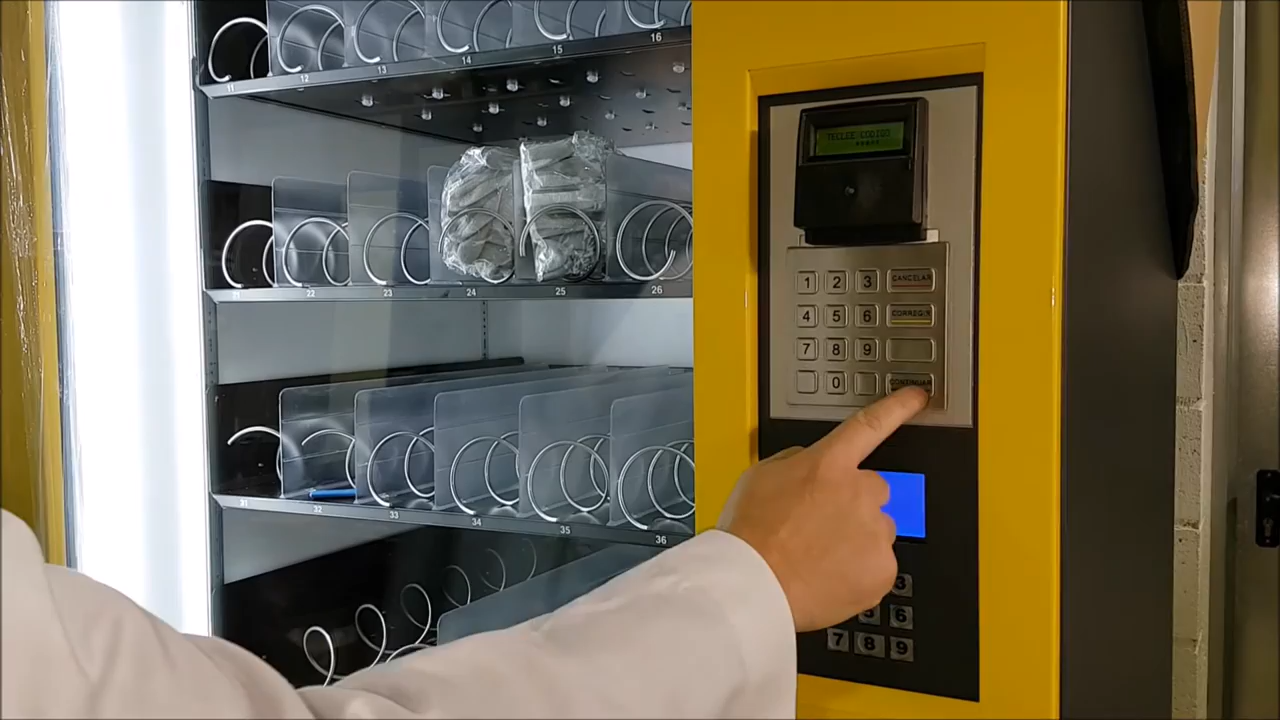 11 12 13 14 15 16
21 22 23 24 25 26
31 32 33 34 35 36
TECLEE CODIGO
****
1 2 3 CANCELAR
4 5 6 CORREGIR
7 8 9
0 CONTINUAR
3
6
7 8 9